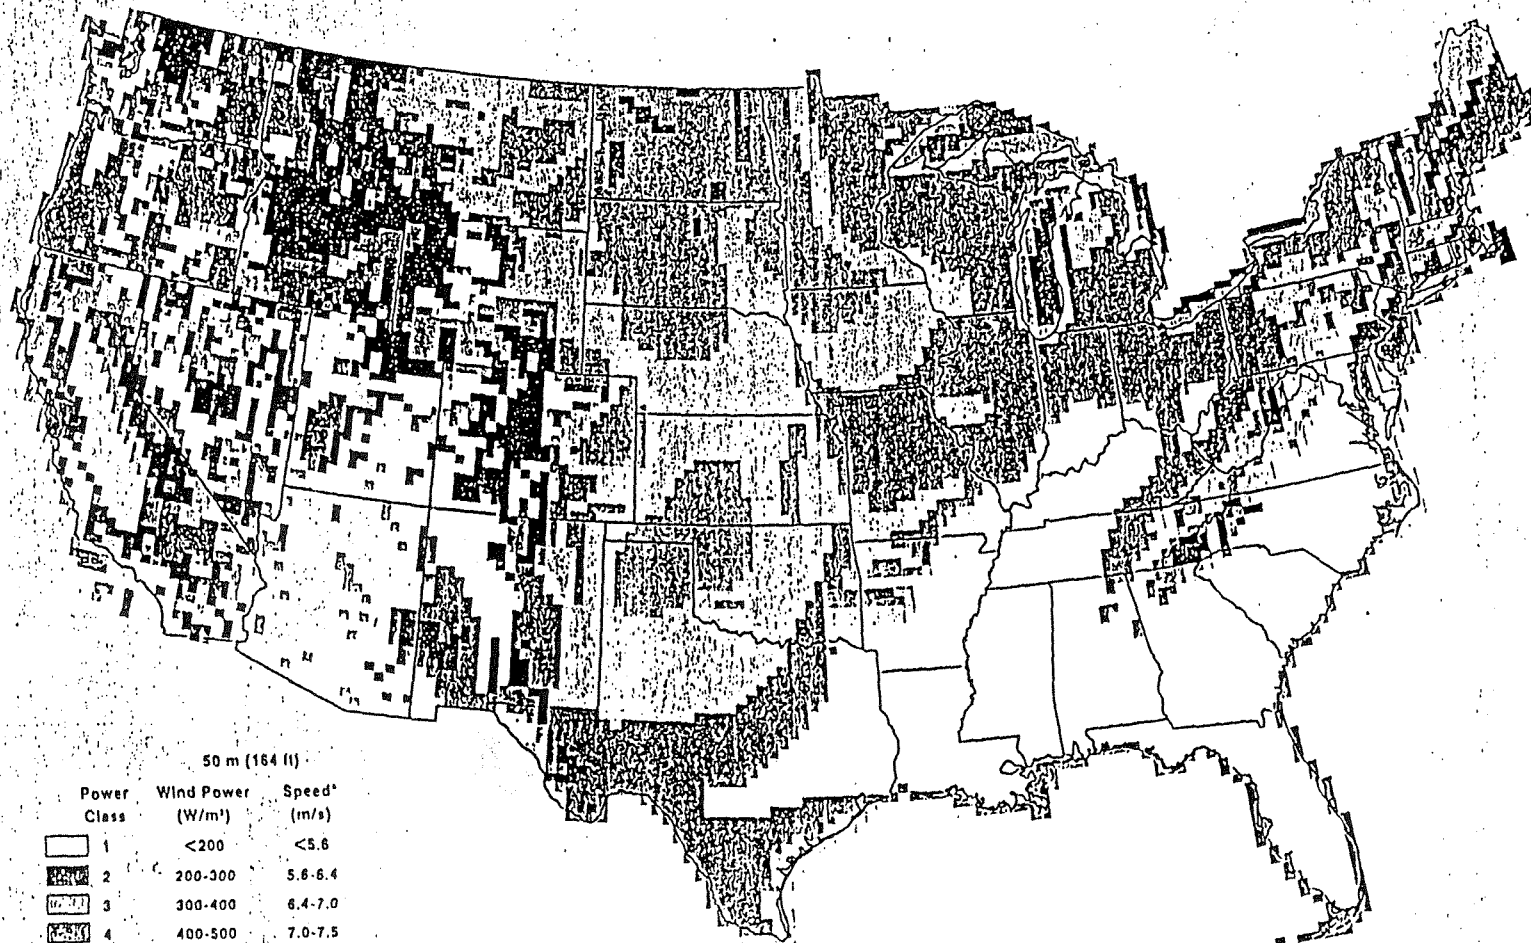 50 m (164 ft)
Power Wind Power Speedᵃ
Class (W/m²) (m/s)
1 <200 <5.6
2 200-300 5.6-6.4
3 300-400 6.4-7.0
4 400-500 7.0-7.5